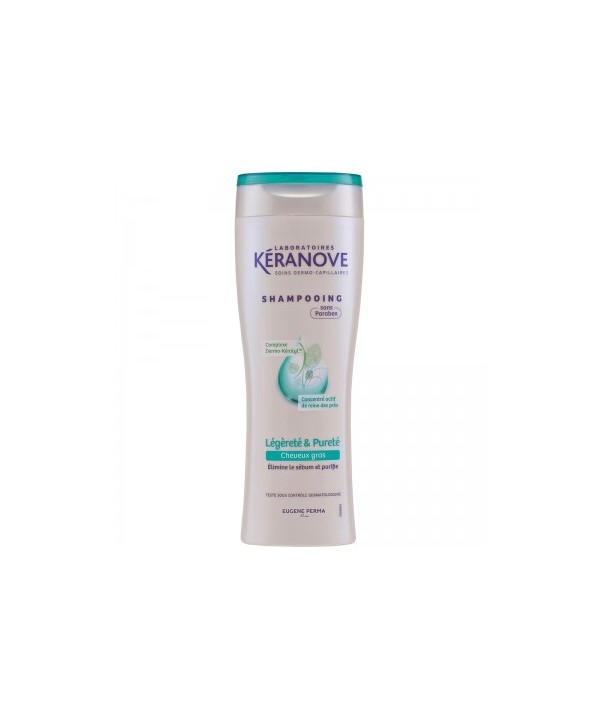 LABORATOIRES
KÉRANOVE
SOINS DERMO-CAPILLAIRES
SHAMPOOING
sans
Paraben
Complexe
Dermo-Kératyl™
Concentré actif
de reine des prés
Légèreté & Pureté
Cheveux gras
Élimine le sébum et purifie
TESTÉ SOUS CONTRÔLE DERMATOLOGIQUE
EUGENE PERMA